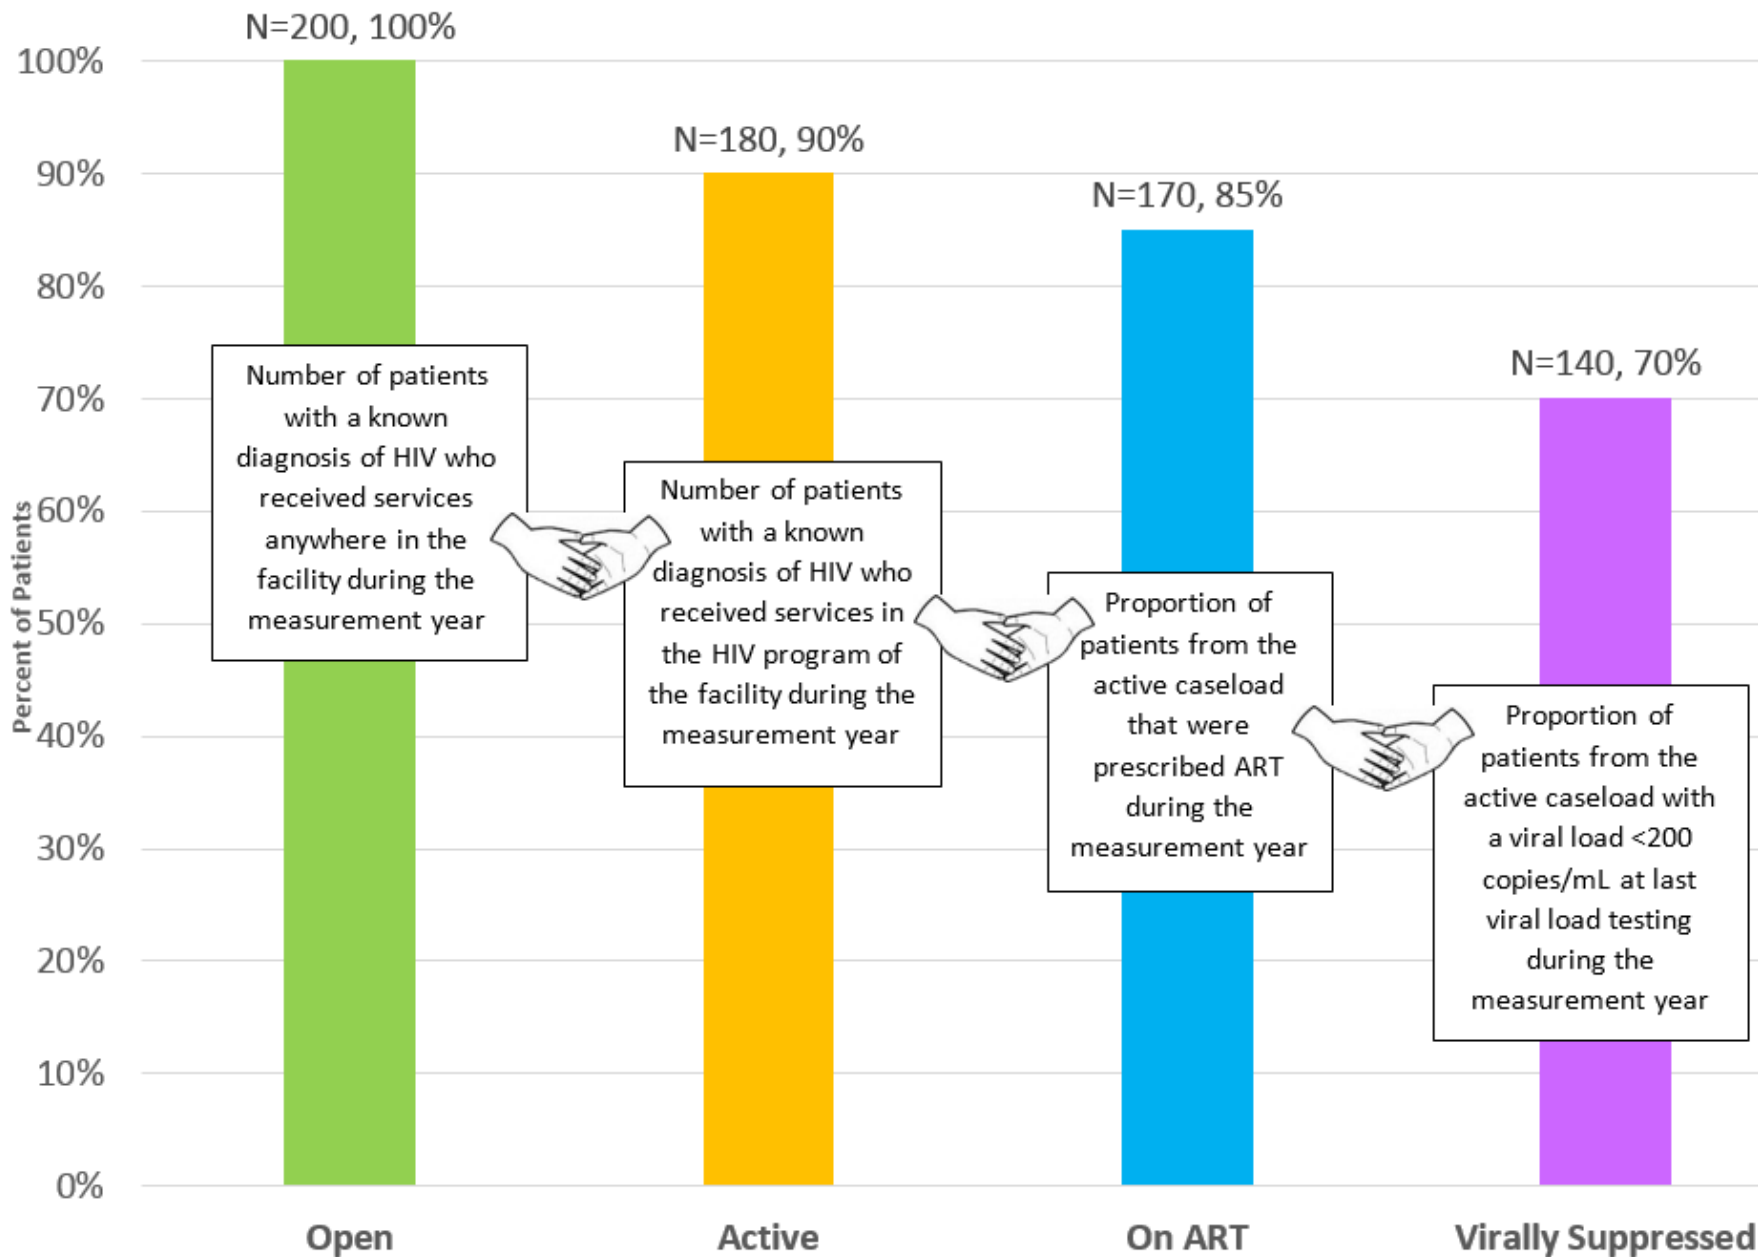 N=200, 100%
N=180, 90%
N=170, 85%
N=140, 70%
Percent of Patients
100%
90%
80%
70%
60%
50%
40%
30%
20%
10%
0%
Number of patients
with a known
diagnosis of HIV who
received services
anywhere in the
facility during the
measurement year
Number of patients
with a known
diagnosis of HIV who
received services in
the HIV program of
the facility during the
measurement year
Proportion of
patients from the
active caseload
that were
prescribed ART
during the
measurement year
Proportion of
patients from the
active caseload with
a viral load <200
copies/mL at last
viral load testing
during the
measurement year
Open
Active
On ART
Virally Suppressed